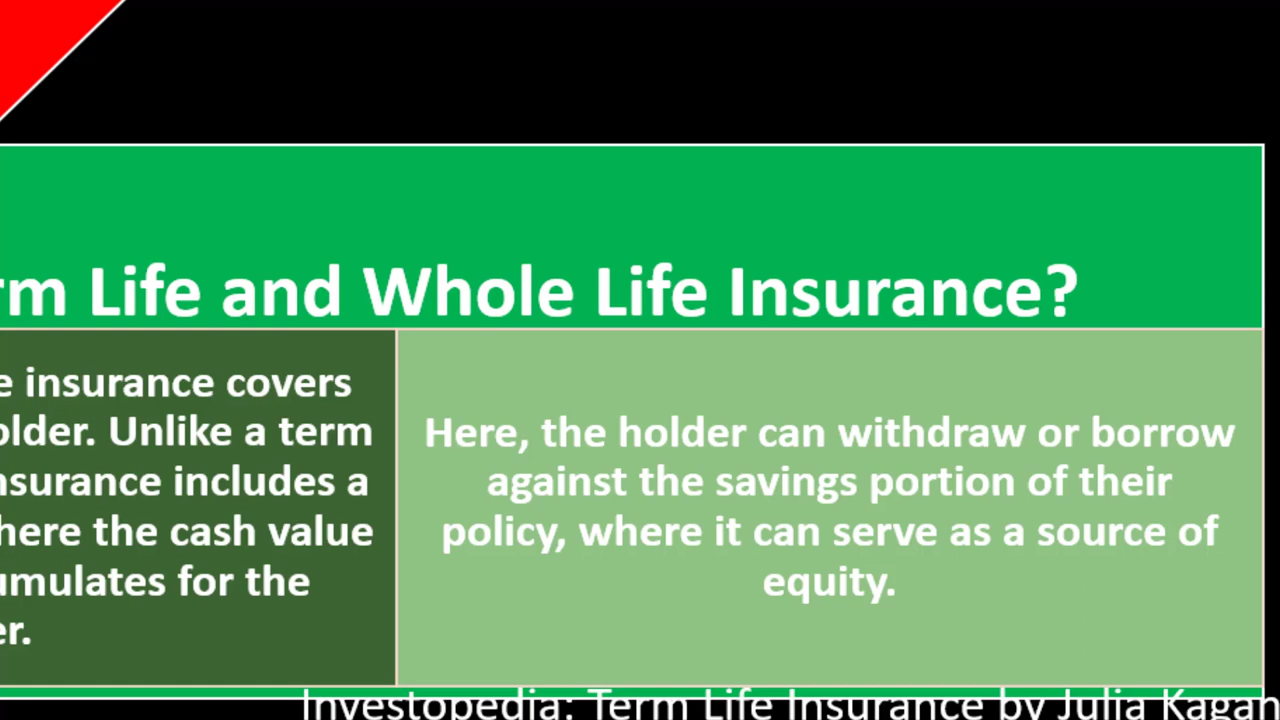 rm Life and Whole Life Insurance?
e insurance covers
older. Unlike a term
nsurance includes a
here the cash value
umulates for the
er.
Here, the holder can withdraw or borrow
against the savings portion of their
policy, where it can serve as a source of
equity.
Investopedia: Term Life Insurance by Julia Kagan